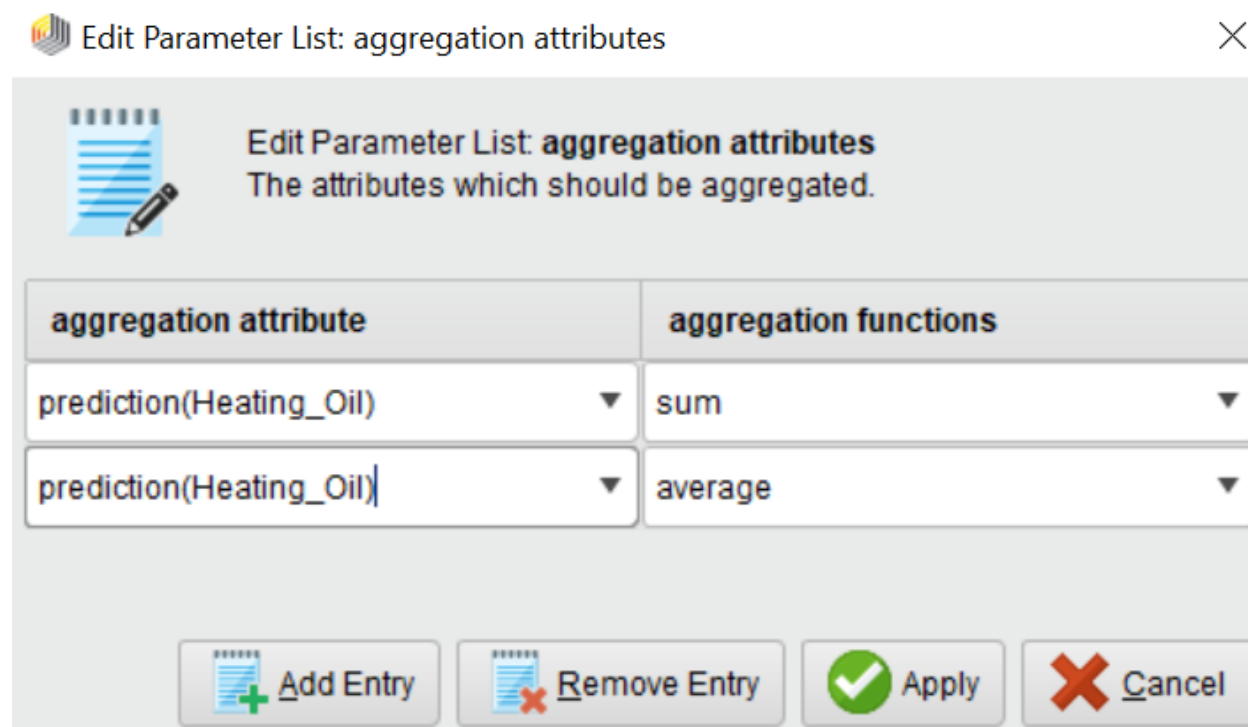 Edit Parameter List: aggregation attributes
Edit Parameter List: aggregation attributes
The attributes which should be aggregated.
aggregation attribute aggregation functions
prediction(Heating_Oil) sum
prediction(Heating_Oil) average
Add Entry Remove Entry Apply Cancel